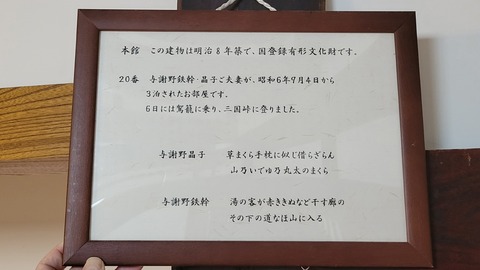 本館　この建物は明治8年築で、国登録有形文化財です。
20番　与謝野鉄幹・晶子ご夫妻が、昭和6年9月4日から
3泊されたお部屋です。
6日には駕籠に乗り、三国峠に登りました。
与謝野晶子　草まくら手枕に似じ借らざらん
山乃いでゆ乃丸太のまくら
与謝野鉄幹　湯の客が赤ききぬなど干す廊の
その下の道なほ山に入る